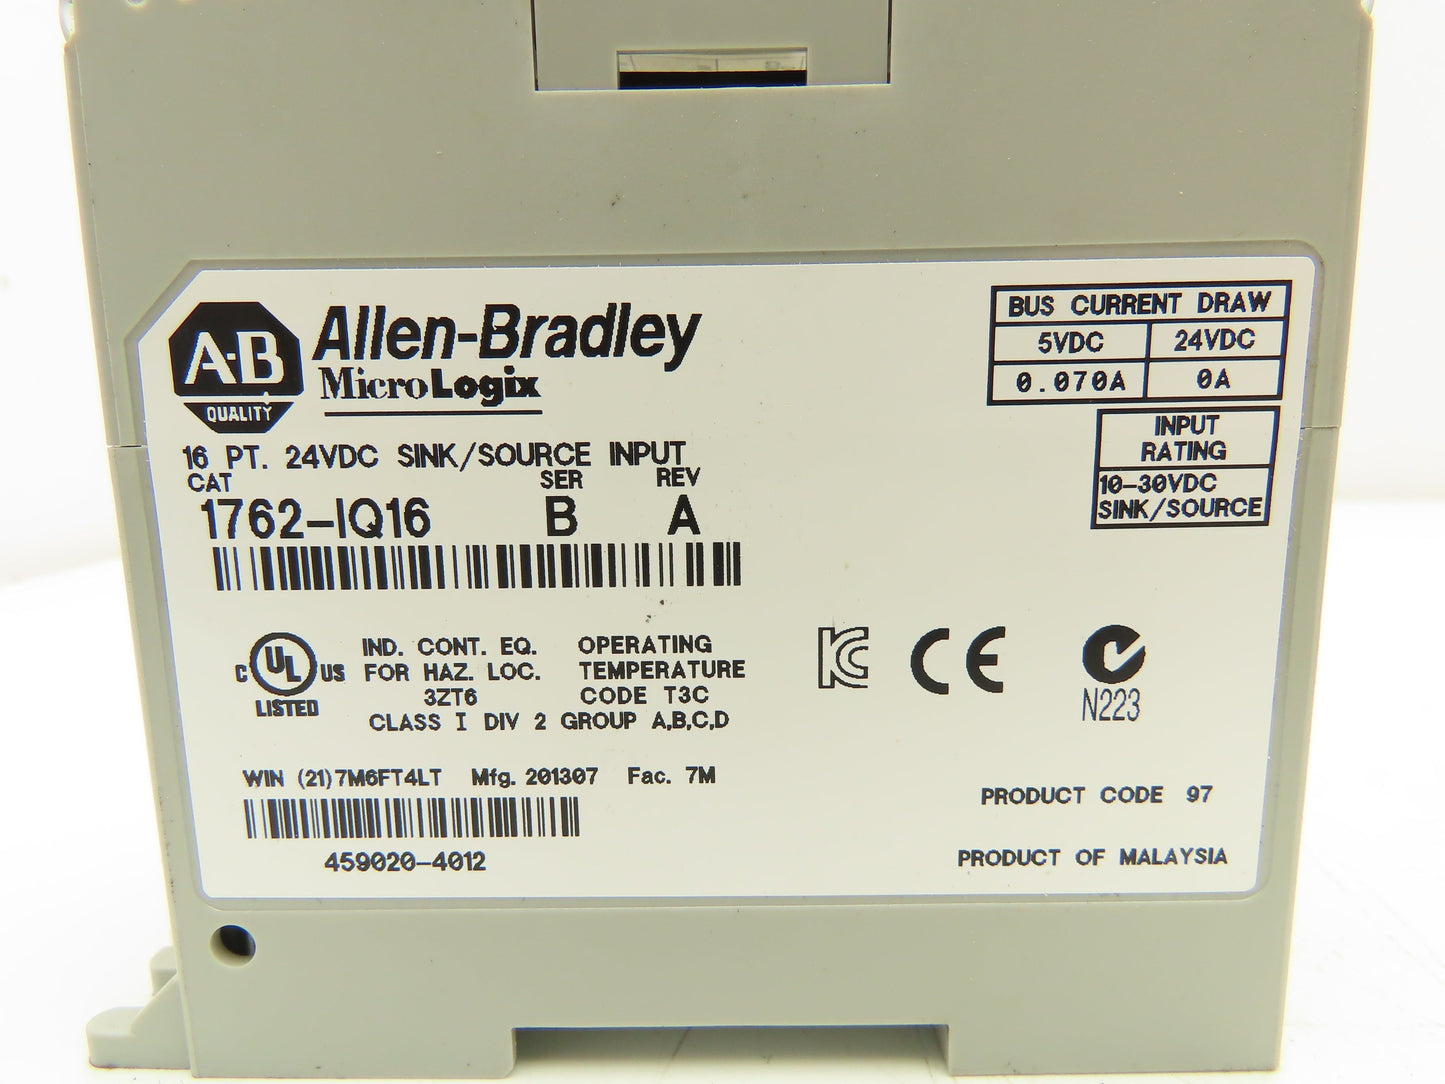 A-B
QUALITY
Allen-Bradley
MicroLogix
16 PT. 24VDC SINK/SOURCE INPUT
CAT SER REV
1762-IQ16 B A
BUS CURRENT DRAW
5VDC 24VDC
0.070A 0A
INPUT
RATING
10-30VDC
SINK/SOURCE
C UL US
LISTED
IND. CONT. EQ.
FOR HAZ. LOC.
3ZT6
OPERATING
TEMPERATURE
CODE T3C
CLASS I DIV 2 GROUP A,B,C,D
KC
CE
N223
WIN (21)7M6FT4LT Mfg. 201307 Fac. 7M
459020-4012
PRODUCT CODE 97
PRODUCT OF MALAYSIA